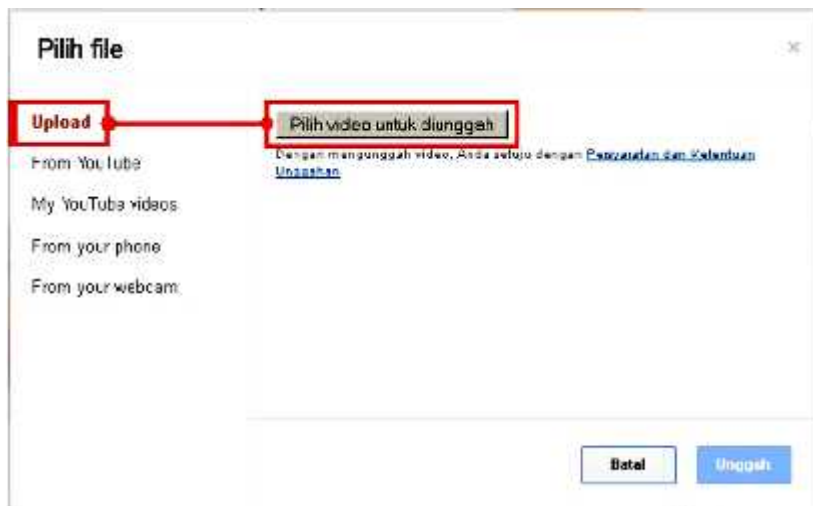 Pilih file
Upload
Pilih video untuk diunggah
Dengan mengunggah video, Anda setuju dengan Persyaratan dan Ketentuan
Unggahan
From YouTube
My YouTube videos
From your phone
From your webcam
Batal
Unggah